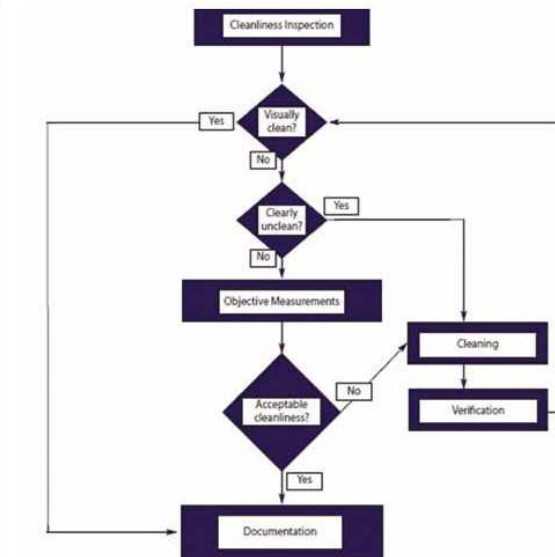 Cleanliness Inspection
Yes
Visually
clean?
No
Clearly
unclean?
Yes
No
Objective Measurements
Cleaning
No
Acceptable
cleanliness?
Verification
Yes
Documentation